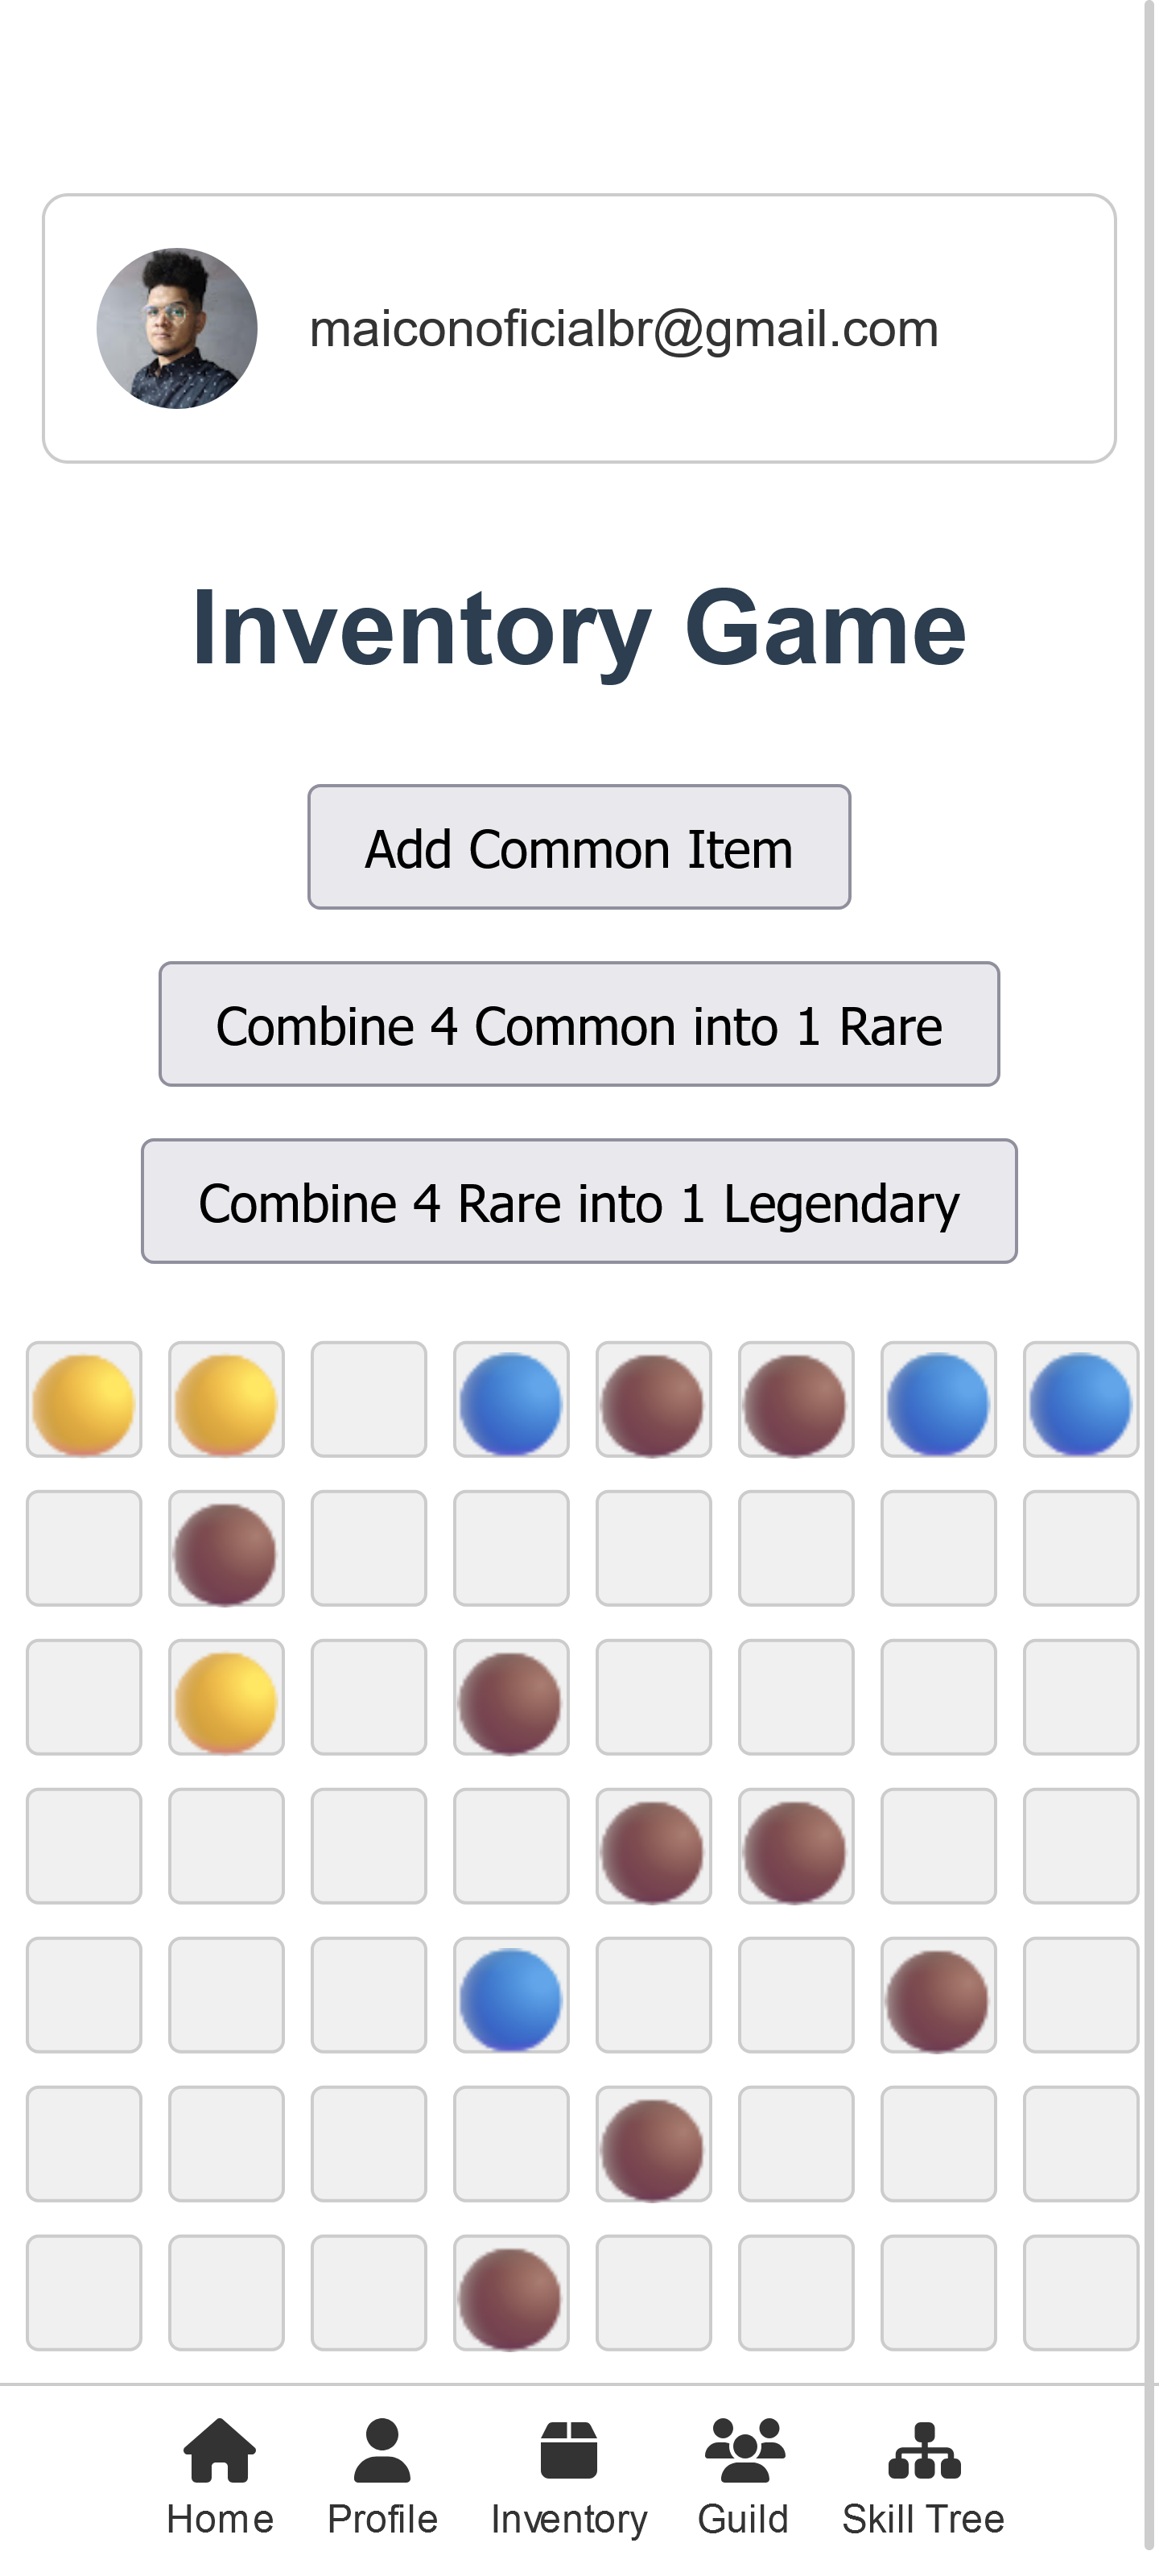 maiconoficialbr@gmail.com
Inventory Game
Add Common Item
Combine 4 Common into 1 Rare
Combine 4 Rare into 1 Legendary
Home Profile Inventory Guild Skill Tree